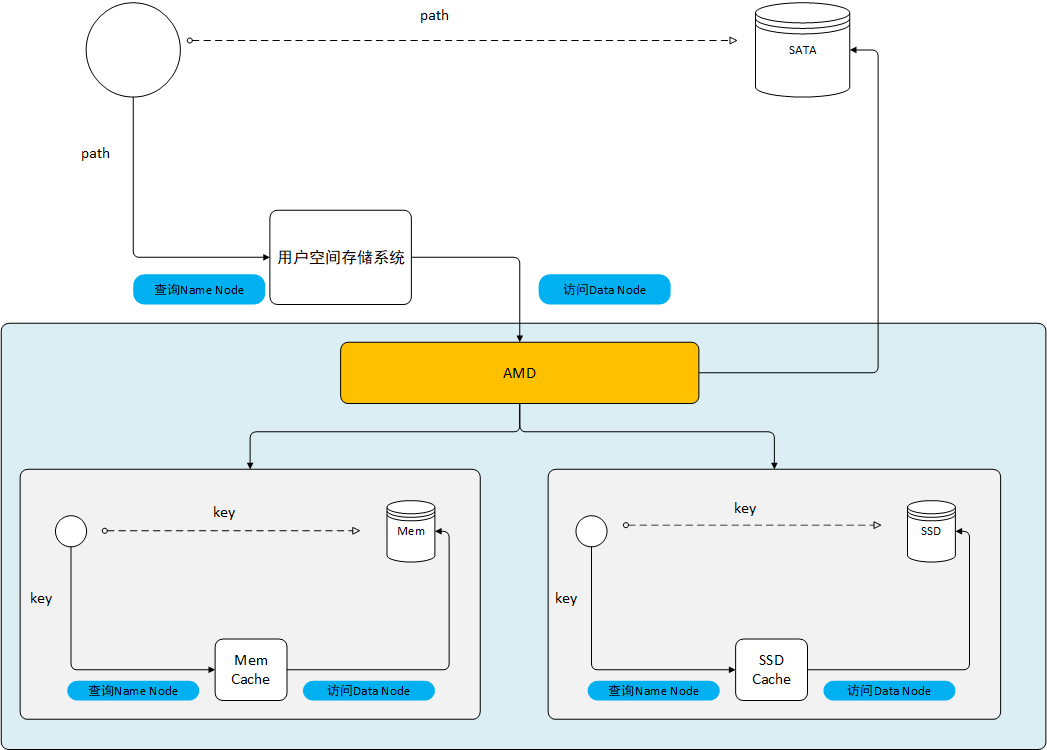 path
SATA
path
用户空间存储系统
查询Name Node
访问Data Node
AMD
key
Mem
key
Mem
Cache
查询Name Node
访问Data Node
key
SSD
key
SSD
Cache
查询Name Node
访问Data Node